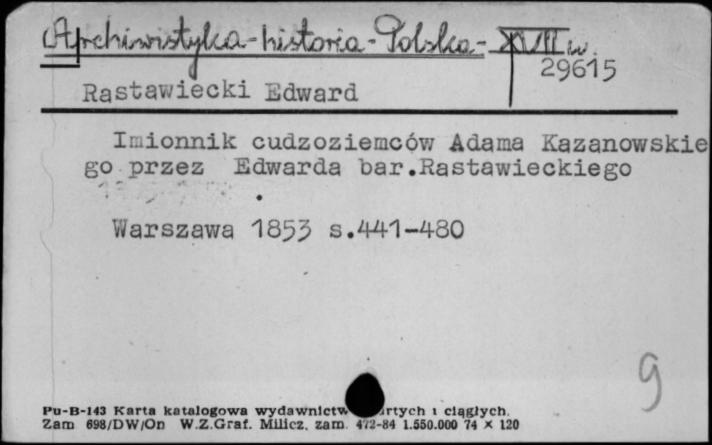 Archiwistyka-historia-Polska-XVII w.
29615
Rastawiecki Edward
Imionnik cudzoziemców Adama Kazanowskie
go przez Edwarda bar.Rastawieckiego
Warszawa 1853 s.441-480
9
Pu-B-143 Karta katalogowa wydawnictw artych i ciągłych.
Zam 698/DW/On W.Z.Graf. Milicz, zam. 472-84 1.550.000 74 x 120